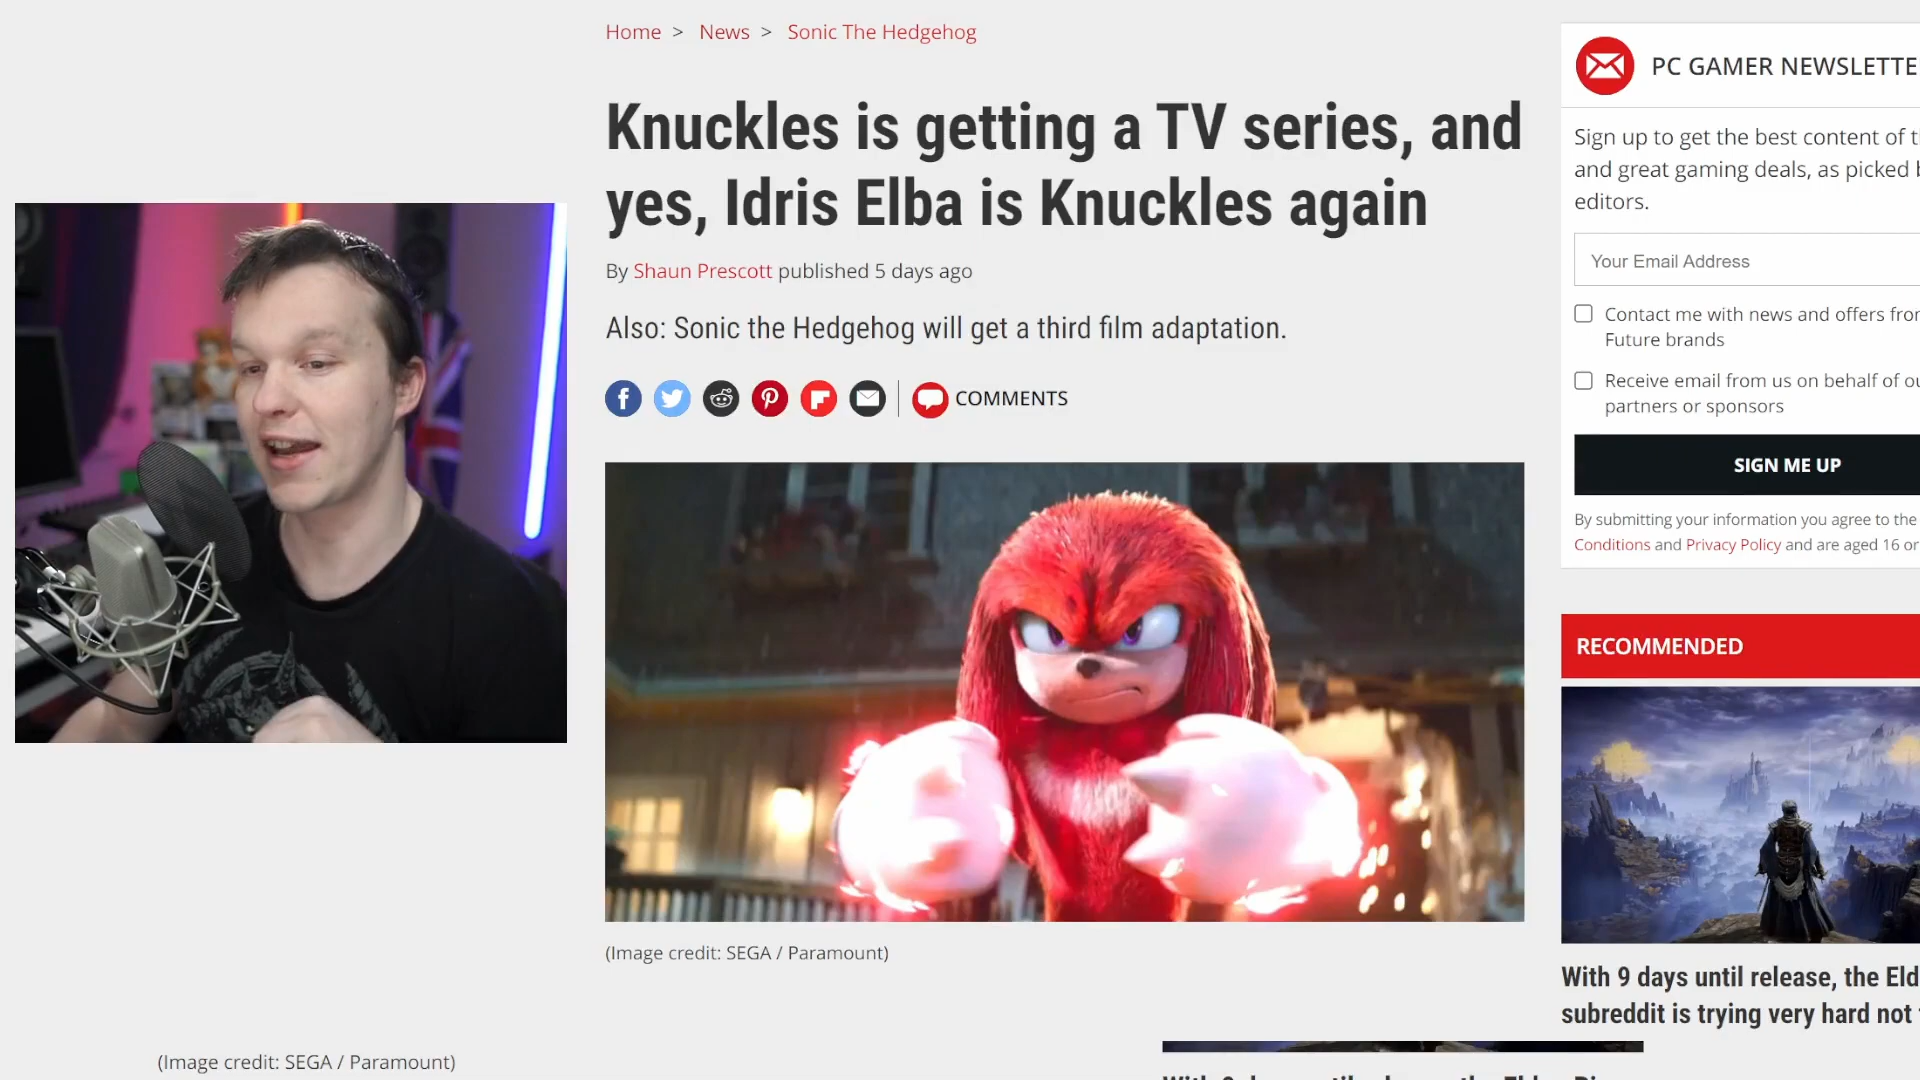 Home > News > Sonic The Hedgehog
Knuckles is getting a TV series, and
yes, Idris Elba is Knuckles again
By Shaun Prescott published 5 days ago
Also: Sonic the Hedgehog will get a third film adaptation.
COMMENTS
(Image credit: SEGA / Paramount)
(Image credit: SEGA / Paramount)
PC GAMER NEWSLETTE
Sign up to get the best content of t
and great gaming deals, as picked
editors.
Your Email Address
Contact me with news and offers fro
Future brands
Receive email from us on behalf of o
partners or sponsors
SIGN ME UP
By submitting your information you agree to the
Conditions and Privacy Policy and are aged 16 or
RECOMMENDED
With 9 days until release, the Eld
subreddit is trying very hard not